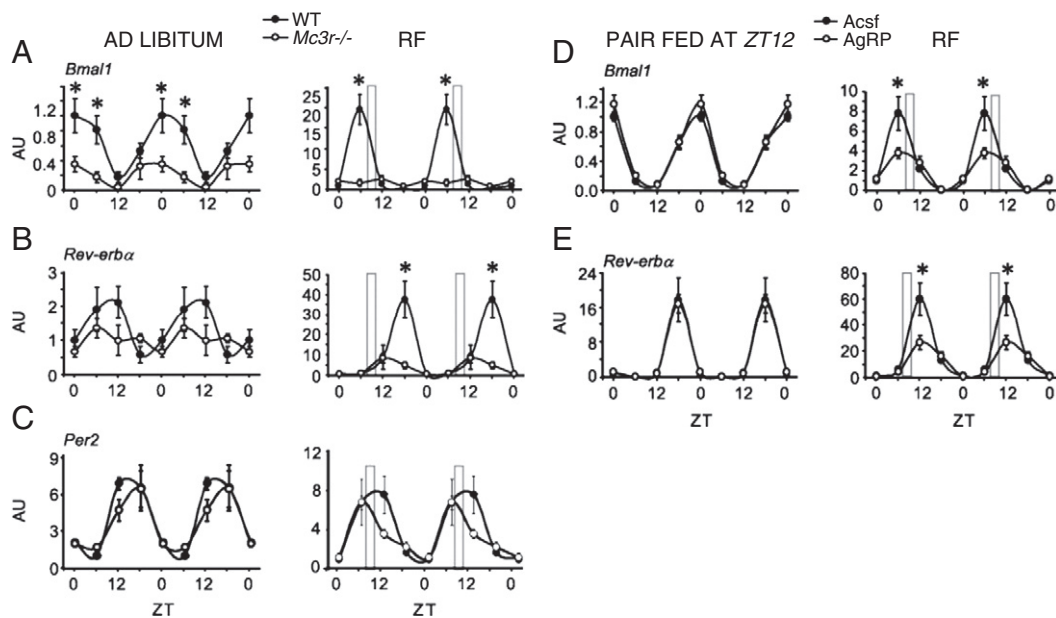 A AD LIBITUM WT Mc3r-/- RF
Bmal1
* * * * * *
AU
1.2 0.8 0.4 0
25 20 15 10 5 0
0 12 0 12 0
0 12 0 12 0
B
Rev-erbα
* *
AU
3 2 1 0
50 40 30 20 10 0
0 12 0 12 0
0 12 0 12 0
C
Per2
AU
9 6 3 0
12 8 4 0
0 12 0 12 0
0 12 0 12 0
ZT ZT
D PAIR FED AT ZT12 Acsf AgRP RF
Bmal1
* *
AU
1.2 1.0 0.8 0.6 0.4 0.2 0.0
10 8 6 4 2 0
0 12 0 12 0
0 12 0 12 0
E
Rev-erbα
* *
AU
24 16 8 0
80 60 40 20 0
0 12 0 12 0
0 12 0 12 0
ZT ZT